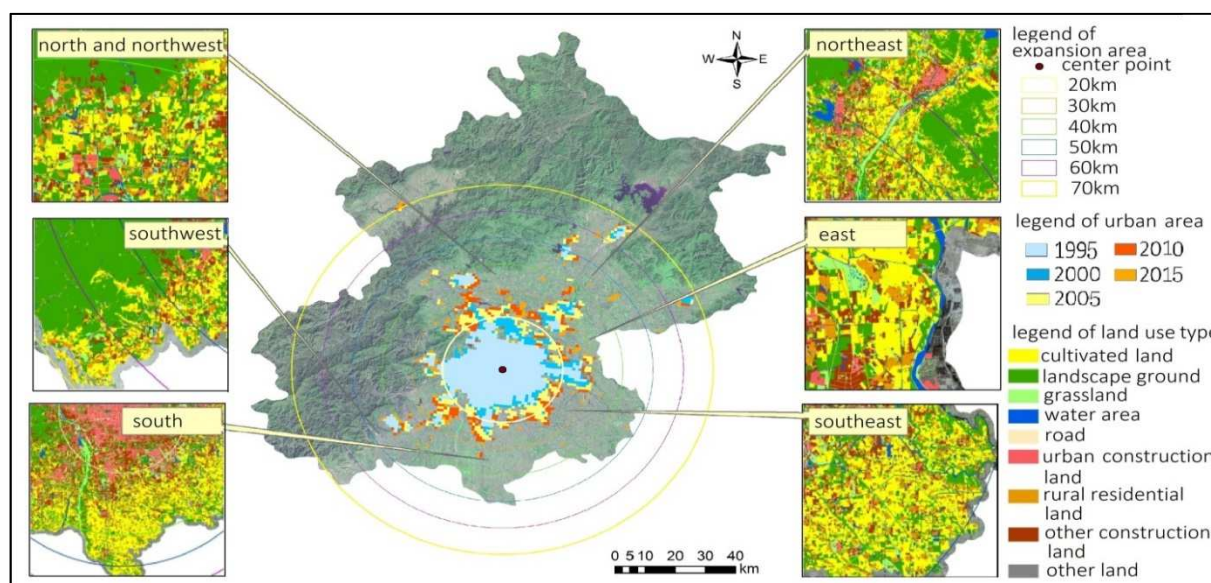 north and northwest
southwest
south
N
W E
S
0 5 10 20 30 40
km
northeast
east
southeast
legend of
expansion area
center point
20km
30km
40km
50km
60km
70km
legend of urban area
1995
2010
2000
2015
2005
legend of land use type
cultivated land
landscape ground
grassland
water area
road
urban construction
land
rural residential
land
other construction
land
other land